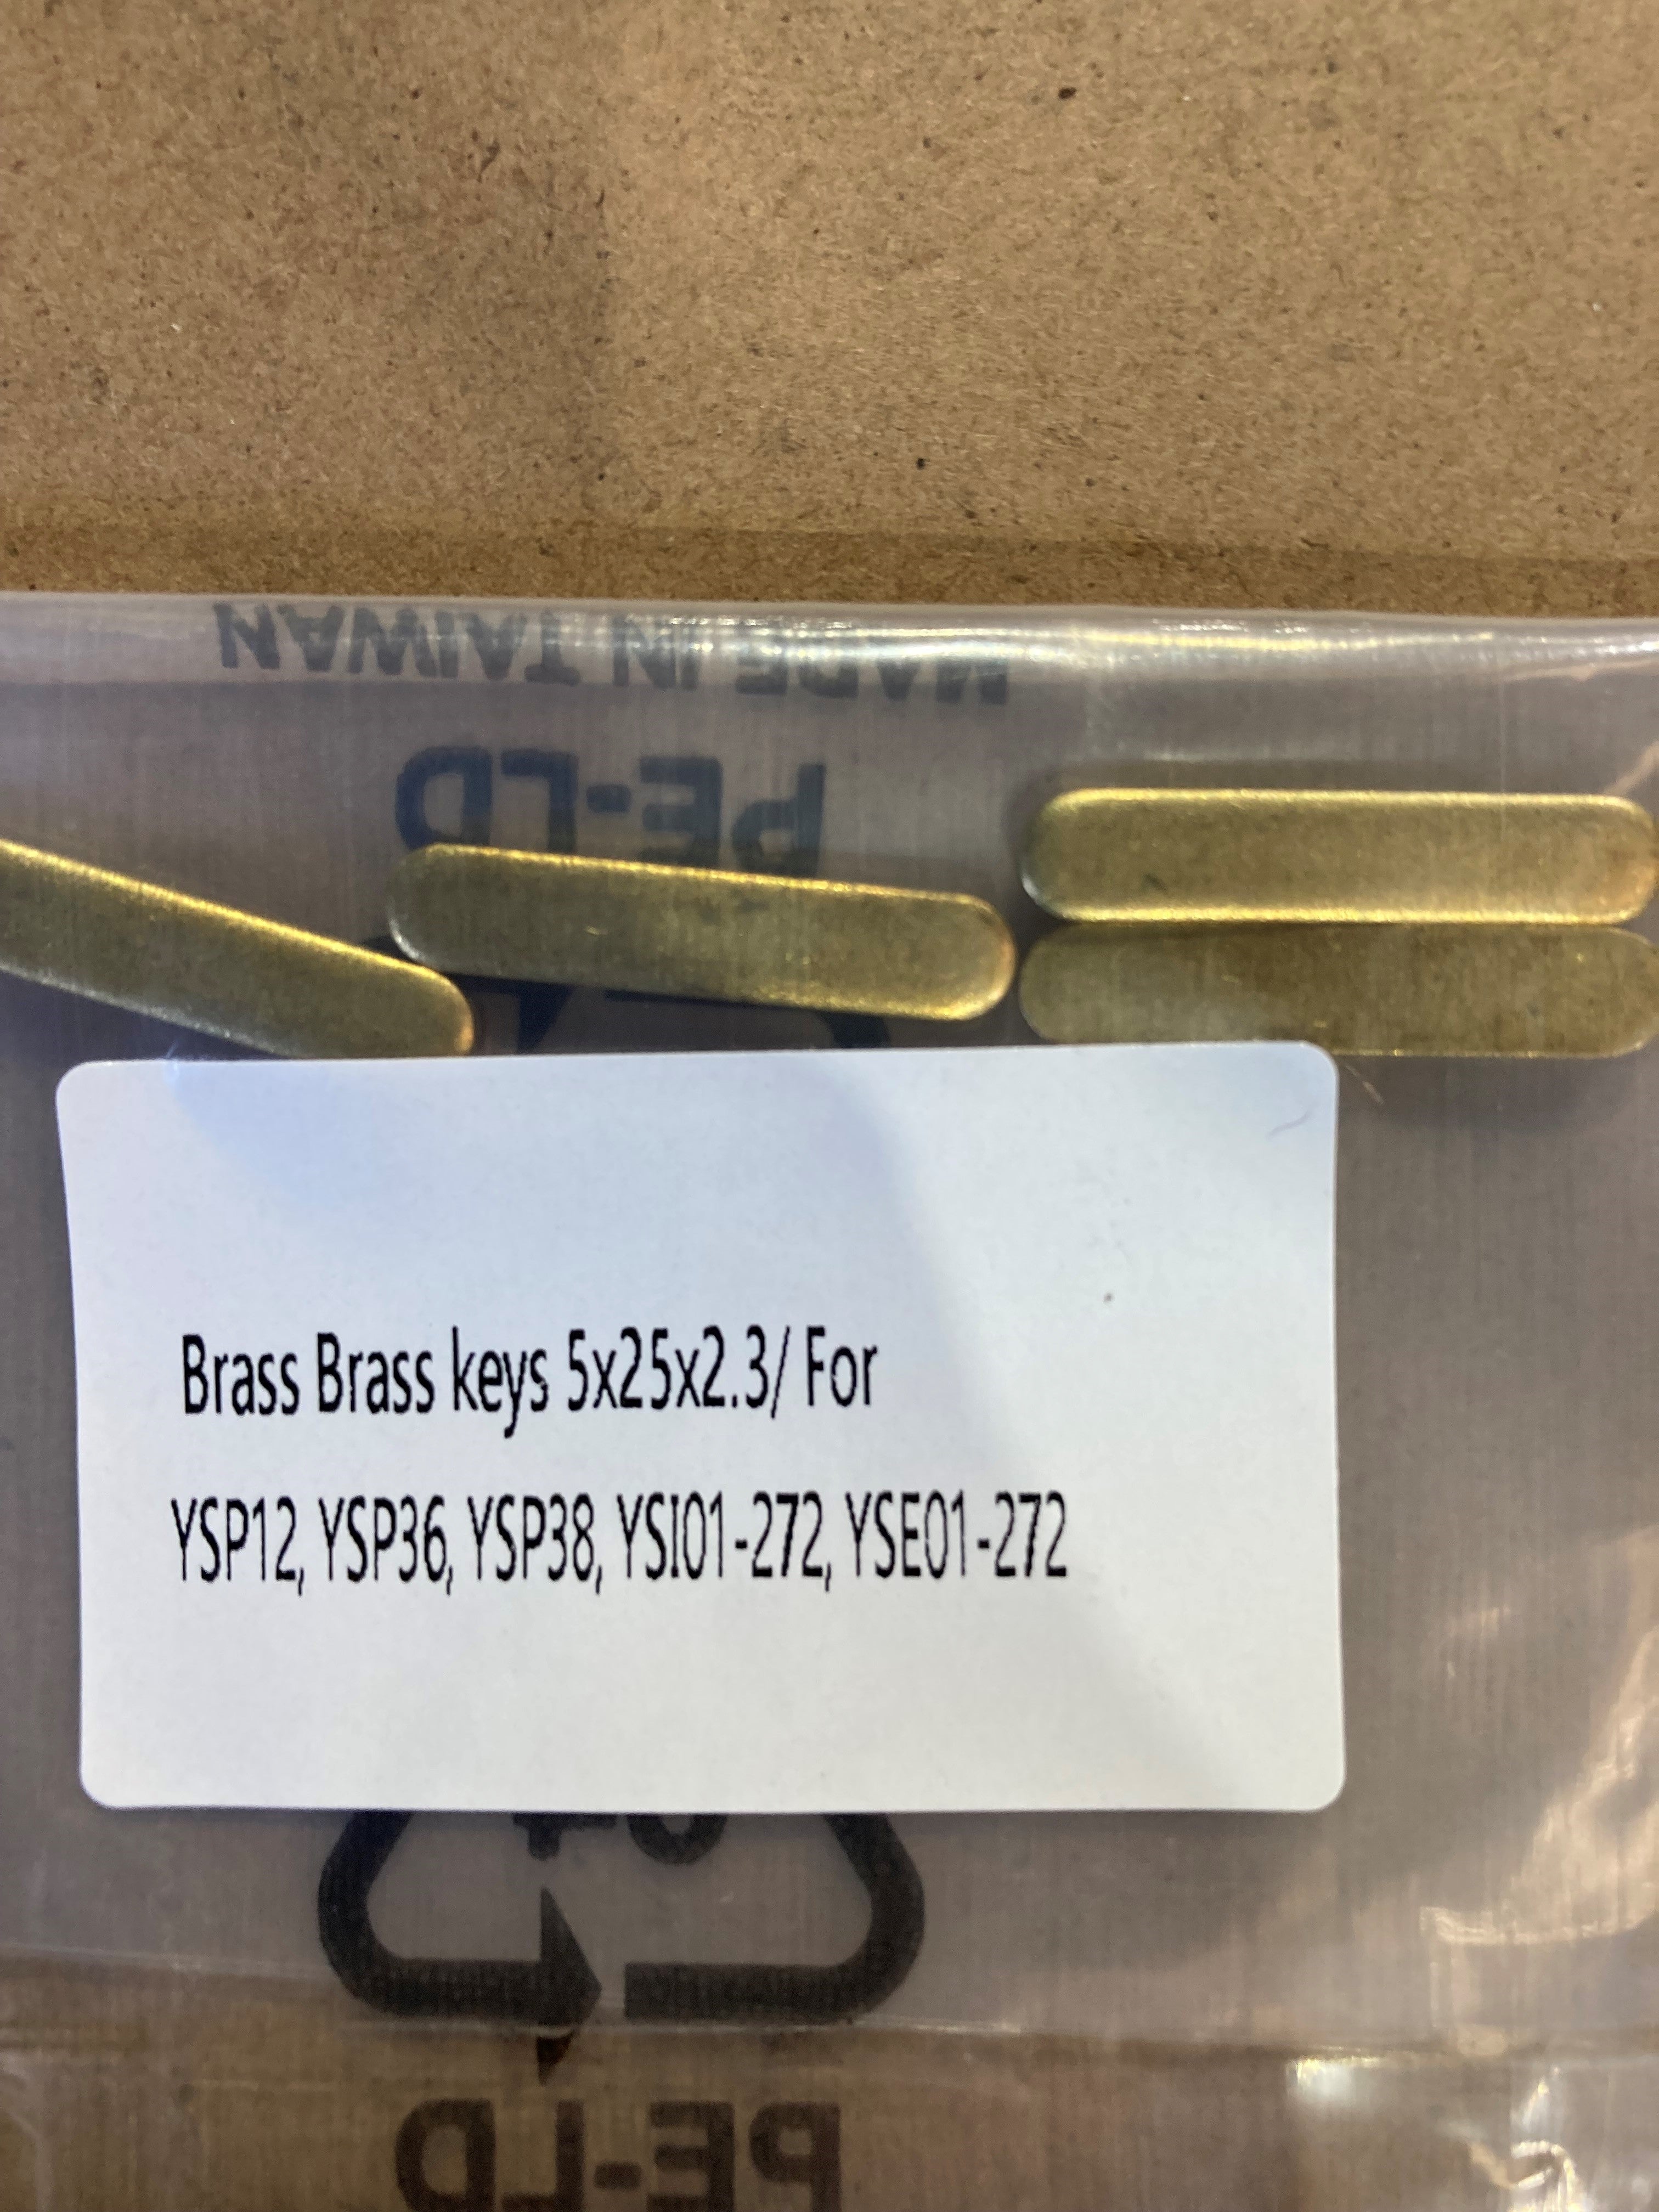 MADE IN TAIWAN
PE-LD
Brass Brass keys 5x25x2.3/ For
YSP12, YSP36, YSP38, YSI01-272, YSE01-272
04
PE-LD